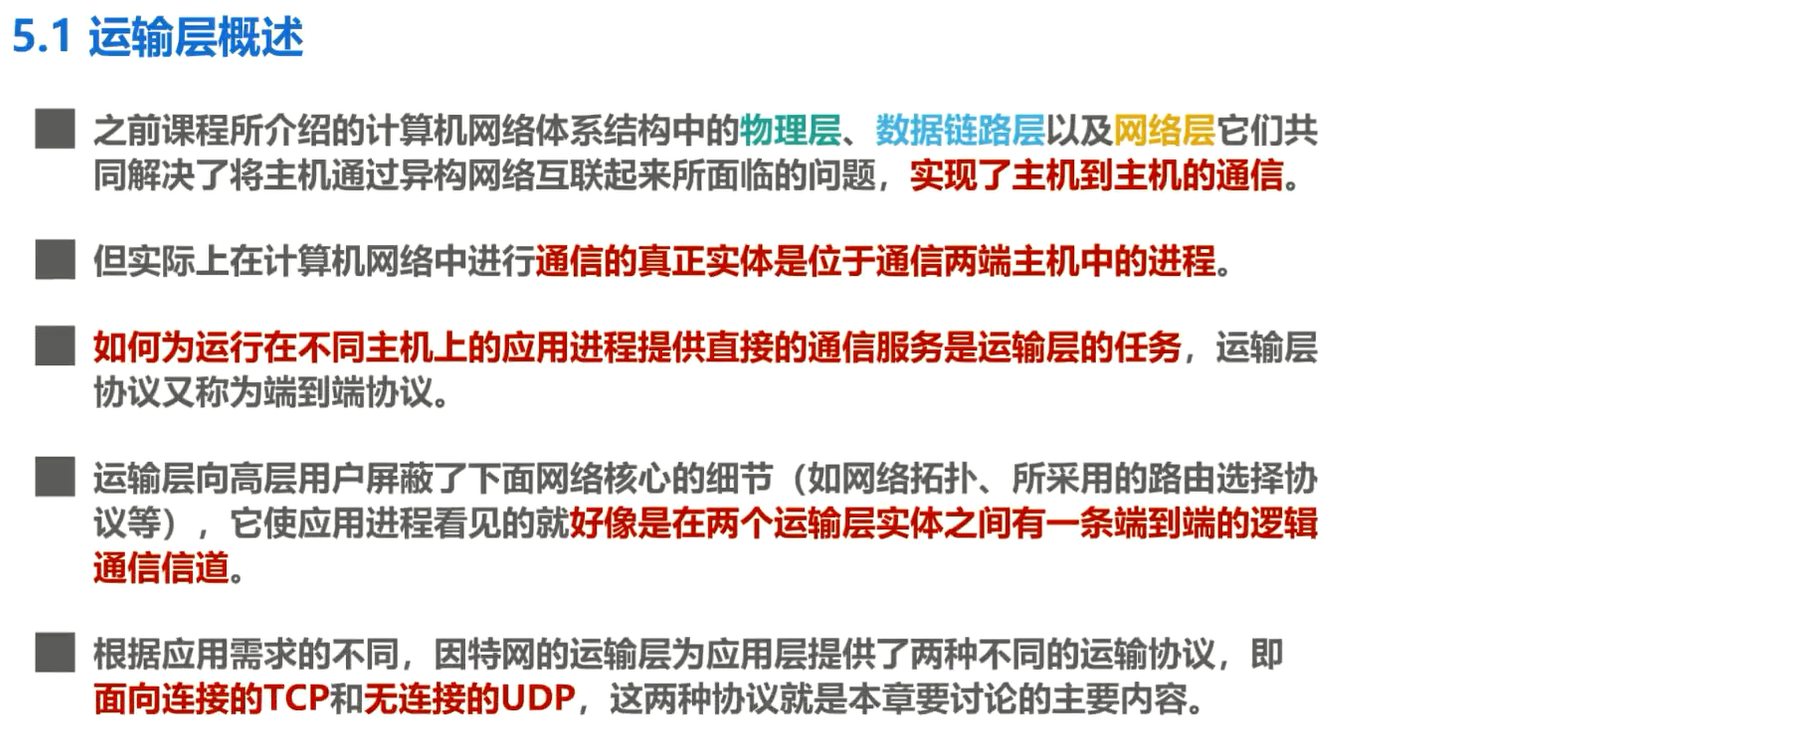 5.1 运输层概述
之前课程所介绍的计算机网络体系结构中的物理层、数据链路层以及网络层它们共
同解决了将主机通过异构网络互联起来所面临的问题，实现了主机到主机的通信。
但实际上在计算机网络中进行通信的真正实体是位于通信两端主机中的进程。
如何为运行在不同主机上的应用进程提供直接的通信服务是运输层的任务，运输层
协议又称为端到端协议。
运输层向高层用户屏蔽了下面网络核心的细节（如网络拓扑、所采用的路由选择协
议等），它使应用进程看见的就好像是在两个运输层实体之间有一条端到端的逻辑
通信信道。
根据应用需求的不同，因特网的运输层为应用层提供了两种不同的运输协议，即
面向连接的TCP和无连接的UDP，这两种协议就是本章要讨论的主要内容。